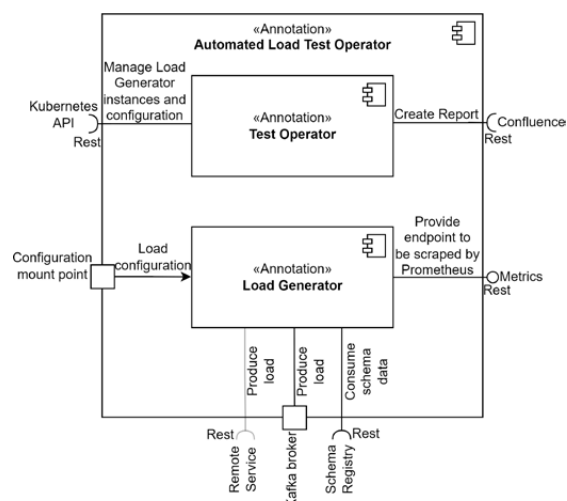 «Annotation»
Automated Load Test Operator
Manage Load
Generator
instances and
configuration
Kubernetes
API
Rest
«Annotation»
Test Operator
Create Report
Confluence
Rest
Provide
endpoint to
be scraped by
Prometheus
Configuration
mount point
Load
configuration
«Annotation»
Load Generator
Metrics
Rest
Produce
load
Produce load
Consume
schema
data
Rest
Remote
Service
Kafka broker
Rest
Schema
Registry